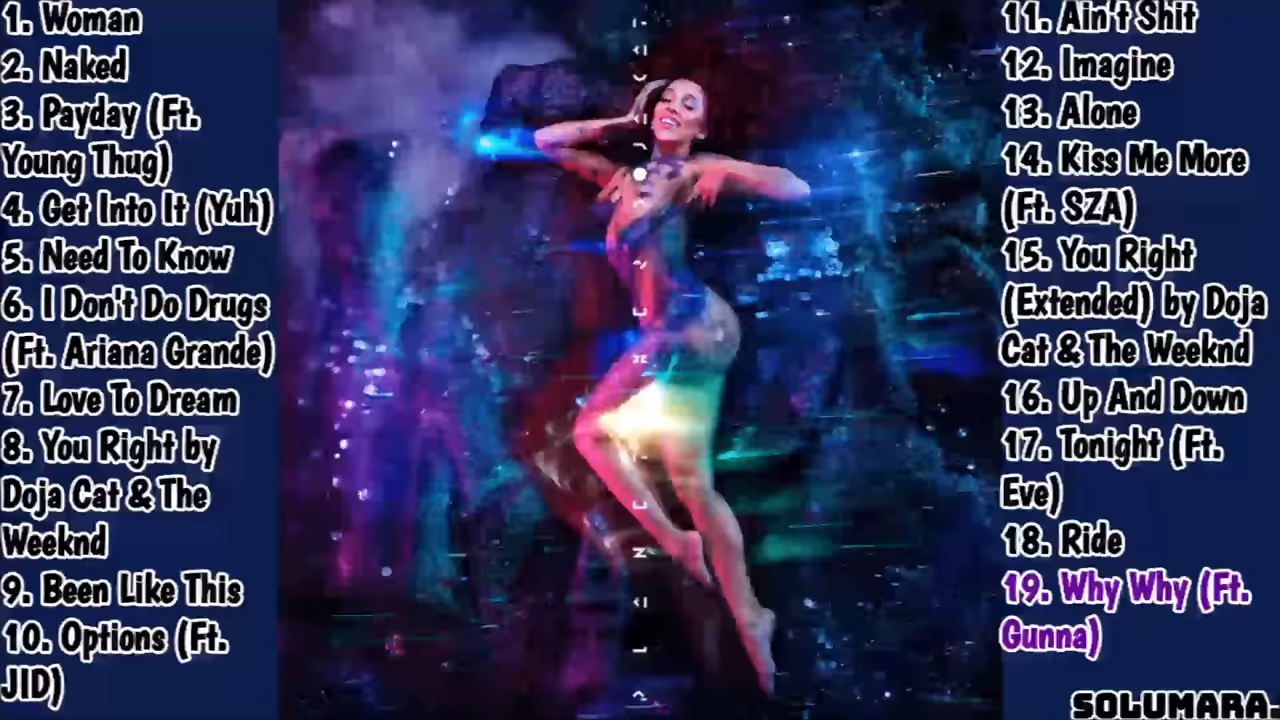 1. Woman
2. Naked
3. Payday (Ft.
Young Thug)
4. Get Into It (Yuh)
5. Need To Know
6. I Don't Do Drugs
(Ft. Ariana Grande)
7. Love To Dream
8. You Right by
Doja Cat & The
Weeknd
9. Been Like This
10. Options (Ft.
JID)
11. Ain't Shit
12. Imagine
13. Alone
14. Kiss Me More
(Ft. SZA)
15. You Right
(Extended) by Doja
Cat & The Weeknd
16. Up And Down
17. Tonight (Ft.
Eve)
18. Ride
19. Why Why (Ft.
Gunna)
SOLUMARA.